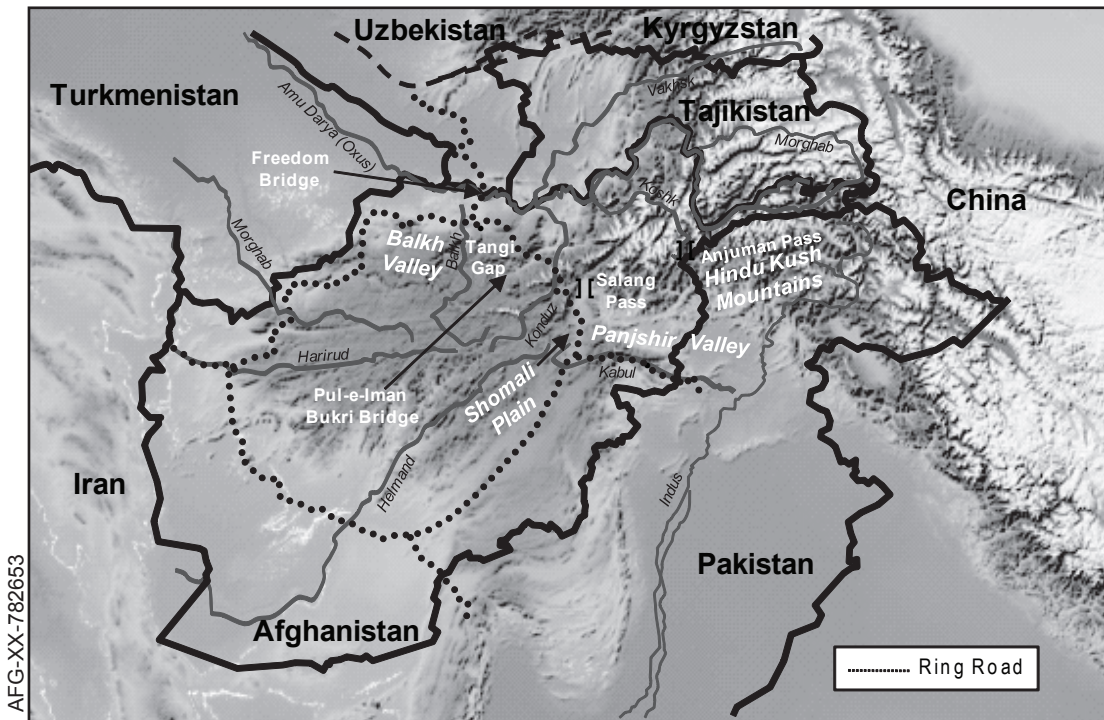 Uzbekistan
Kyrgyzstan
Turkmenistan
Vakhsk
Tajikistan
Amu Darya (Oxus)
Morghab
Freedom
Bridge
Koshk
China
Morghab
Balkh
Valley
Balkh
Tangi
Gap
Anjuman Pass
Hindu Kush
Mountains
Salang
Pass
Konduz
Panjshir Valley
Harirud
Kabul
Pul-e-Iman
Bukri Bridge
Shomali
Plain
Iran
Helmand
Indus
Pakistan
Afghanistan
Ring Road
AFG-XX-782653